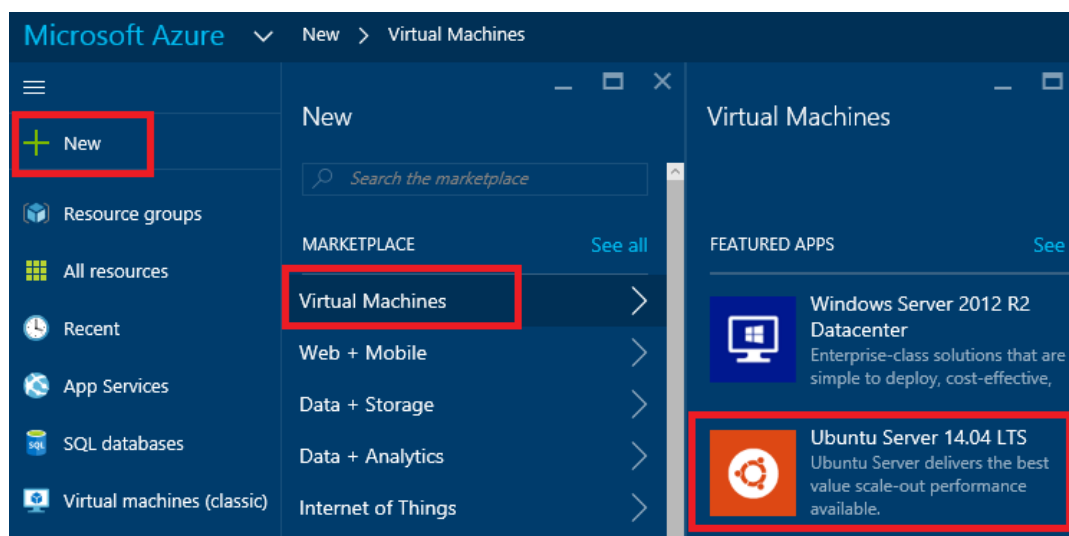 Microsoft Azure
New > Virtual Machines
New
Resource groups
All resources
Recent
App Services
SQL databases
Virtual machines (classic)
New
Search the marketplace
MARKETPLACE See all
Virtual Machines
Web + Mobile
Data + Storage
Data + Analytics
Internet of Things
Virtual Machines
FEATURED APPS See
Windows Server 2012 R2
Datacenter
Enterprise-class solutions that are
simple to deploy, cost-effective,
Ubuntu Server 14.04 LTS
Ubuntu Server delivers the best
value scale-out performance
available.
SQL